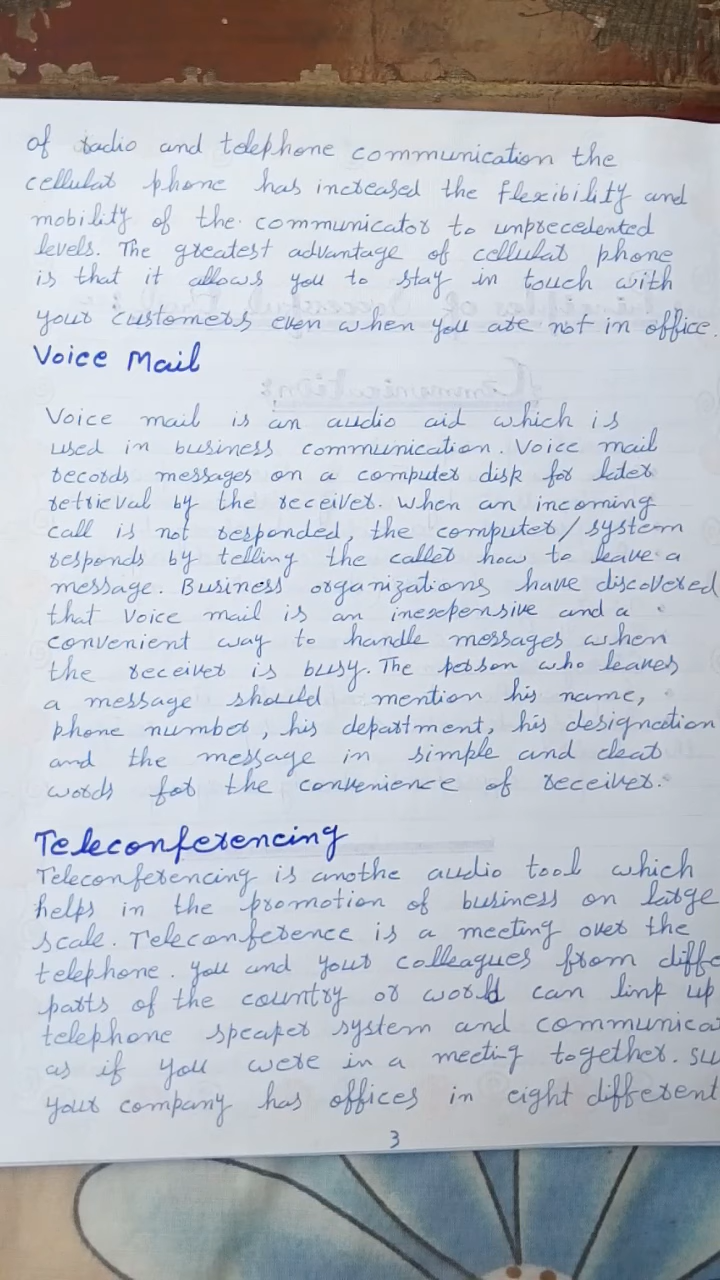 of radio and telephone communication the
cellular phone has increased the flexibility and
mobility of the communicator to unprecedented
levels. The greatest advantage of cellular phone
is that it allows you to stay in touch with
your customers even when you are not in office.
Voice Mail
Voice mail is an audio aid which is
used in business communication. Voice mail
records messages on a computer disk for later
retrieval by the receiver. When an incoming
call is not responded, the computer/system
responds by telling the caller how to leave a
message. Business organizations have discovered
that voice mail is an inexpensive and a
convenient way to handle messages when
the receiver is busy. The person who leaves
a message should mention his name,
phone number, his department, his designation
and the message in simple and clear
words for the convenience of receiver.
Teleconferencing
Teleconferencing is anothe audio tool which
helps in the promotion of business on large
scale. Teleconference is a meeting over the
telephone. you and your colleagues from diffe
parts of the country or world can link up
telephone speaker system and communica
as if you were in a meeting together. su
your company has offices in eight different
3